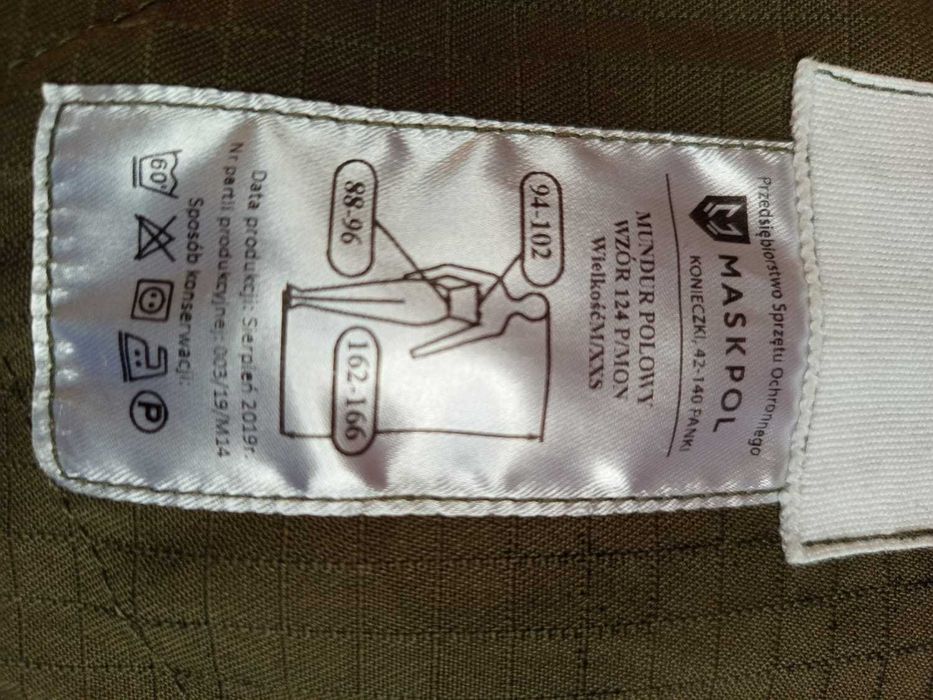 Przedsiębiorstwo Sprzętu Ochronnego
MASKPOL
KONIECZKI, 42-140 PANKI
MUNDUR POLOWY
WZÓR 124 P/MON
WielkośćM/XXS
94-102
88-96
162-166
Data produkcji: Sierpień 2019r.
Nr partii produkcyjnej: 003/19/M14
Sposób konserwacji:
60°
P